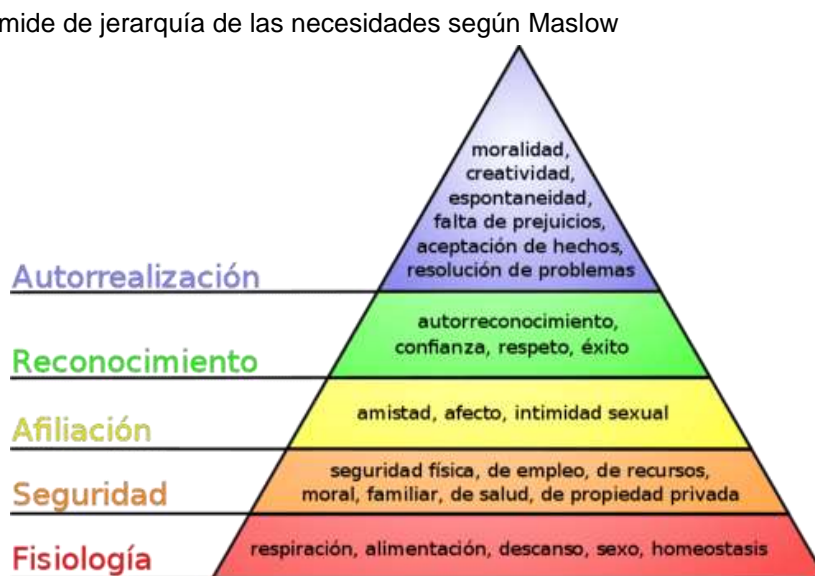 mide de jerarquía de las necesidades según Maslow
moralidad,
creatividad,
espontaneidad,
falta de prejuicios,
aceptación de hechos,
resolución de problemas
Autorrealización
autorreconocimiento,
confianza, respeto, éxito
Reconocimiento
amistad, afecto, intimidad sexual
Afiliación
seguridad física, de empleo, de recursos,
moral, familiar, de salud, de propiedad privada
Seguridad
respiración, alimentación, descanso, sexo, homeostasis
Fisiología